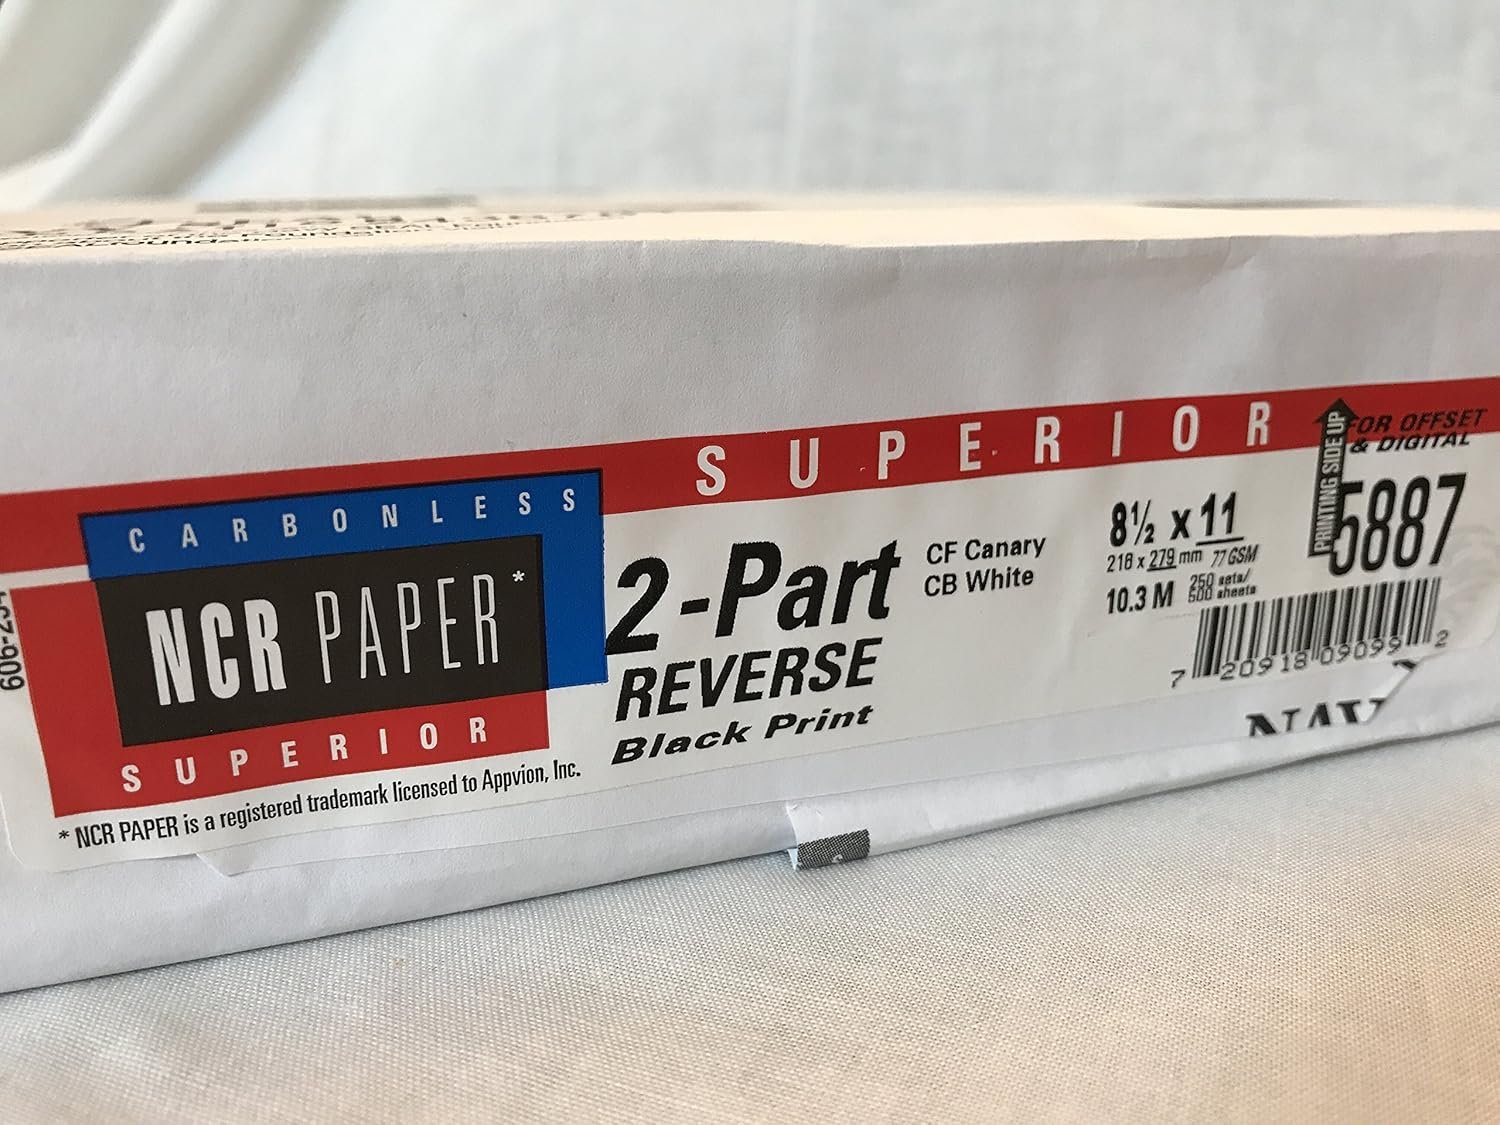 SUPERIOR
FOR OFFSET
& DIGITAL
PRINTING SIDE UP
5887
CARBONLESS
NCR PAPER*
SUPERIOR
* NCR PAPER is a registered trademark licensed to Appvion, Inc.
2-Part
REVERSE
Black Print
CF Canary
CB White
8½ x 11
216 x 279 mm 77 GSM
10.3 M
250 sets/
500 sheets
7 20918 09099 2